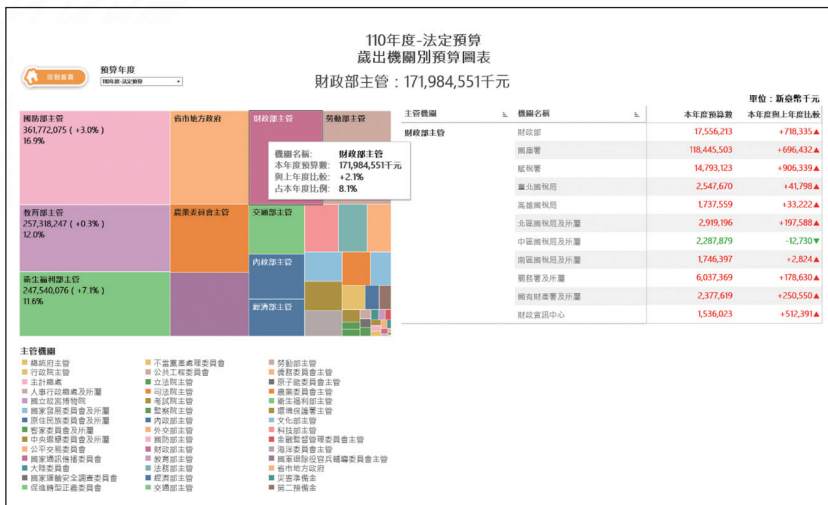 110年度-法定預算
歲出機關別預算圖表
財政部主管：171,984,551千元
預算年度
110年度-法定預算
單位：新臺幣千元
國防部主管
361,772,075 ( +3.0% )
16.9%
省市地方政府
財政部主管
勞動部主管
機關名稱: 財政部主管
本年度預算數: 171,984,551千元
與上年度比較: +2.1%
占本年度比例: 8.1%
教育部主管
257,318,247 ( +0.3% )
12.0%
農業委員會主管
交通部主管
內政部主管
衛生福利部主管
247,540,076 ( +7.1% )
11.6%
經濟部主管
主管機關 機關名稱 本年度預算數 本年度與上年度比較
財政部主管 財政部 17,556,213 +718,335▲
國庫署 118,445,503 +696,432▲
賦稅署 14,793,123 +906,339▲
臺北國稅局 2,547,670 +41,798▲
高雄國稅局 1,737,559 +33,222▲
北區國稅局及所屬 2,919,196 +197,588▲
中區國稅局及所屬 2,287,879 -12,730▼
南區國稅局及所屬 1,746,397 +2,824▲
關務署及所屬 6,037,369 +178,630▲
國有財產署及所屬 2,377,619 +250,550▲
財政資訊中心 1,536,023 +512,391▲
主管機關
總統府主管 不當黨產處理委員會 勞動部主管
行政院主管 公共工程委員會 僑務委員會主管
主計總處 立法院主管 原子能委員會主管
人事行政總處及所屬 司法院主管 農業委員會主管
國立故宮博物院 考試院主管 衛生福利部主管
國家發展委員會及所屬 監察院主管 環境保護署主管
原住民族委員會及所屬 內政部主管 文化部主管
客家委員會及所屬 外交部主管 科技部主管
中央選舉委員會及所屬 國防部主管 金融監督管理委員會主管
公平交易委員會 財政部主管 海洋委員會主管
國家通訊傳播委員會 教育部主管 國軍退除役官兵輔導委員會主管
大陸委員會 法務部主管 省市地方政府
國家運輸安全調查委員會 經濟部主管 災害準備金
促進轉型正義委員會 交通部主管 第二預備金